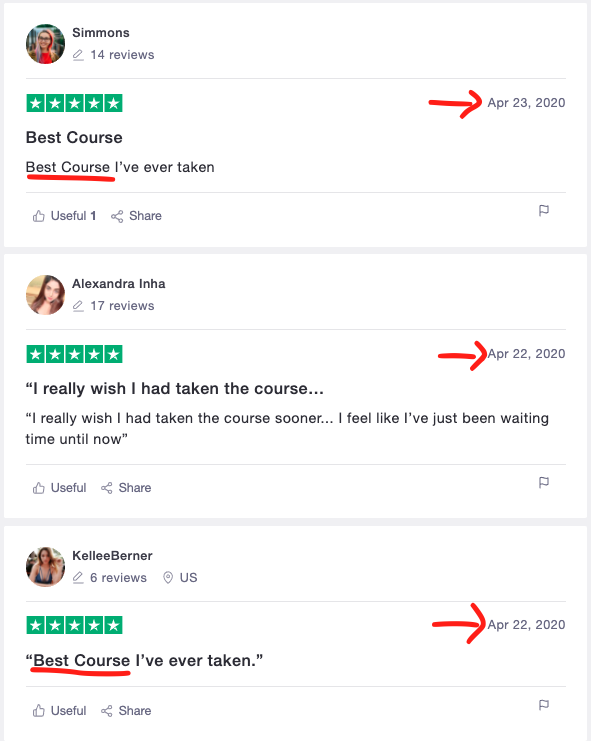 Simmons
14 reviews
Apr 23, 2020
Best Course
Best Course I’ve ever taken
Useful 1 Share
Alexandra Inha
17 reviews
Apr 22, 2020
“I really wish I had taken the course...
“I really wish I had taken the course sooner... I feel like I’ve just been waiting
time until now”
Useful Share
KelleeBerner
6 reviews US
Apr 22, 2020
“Best Course I’ve ever taken.”
Useful Share